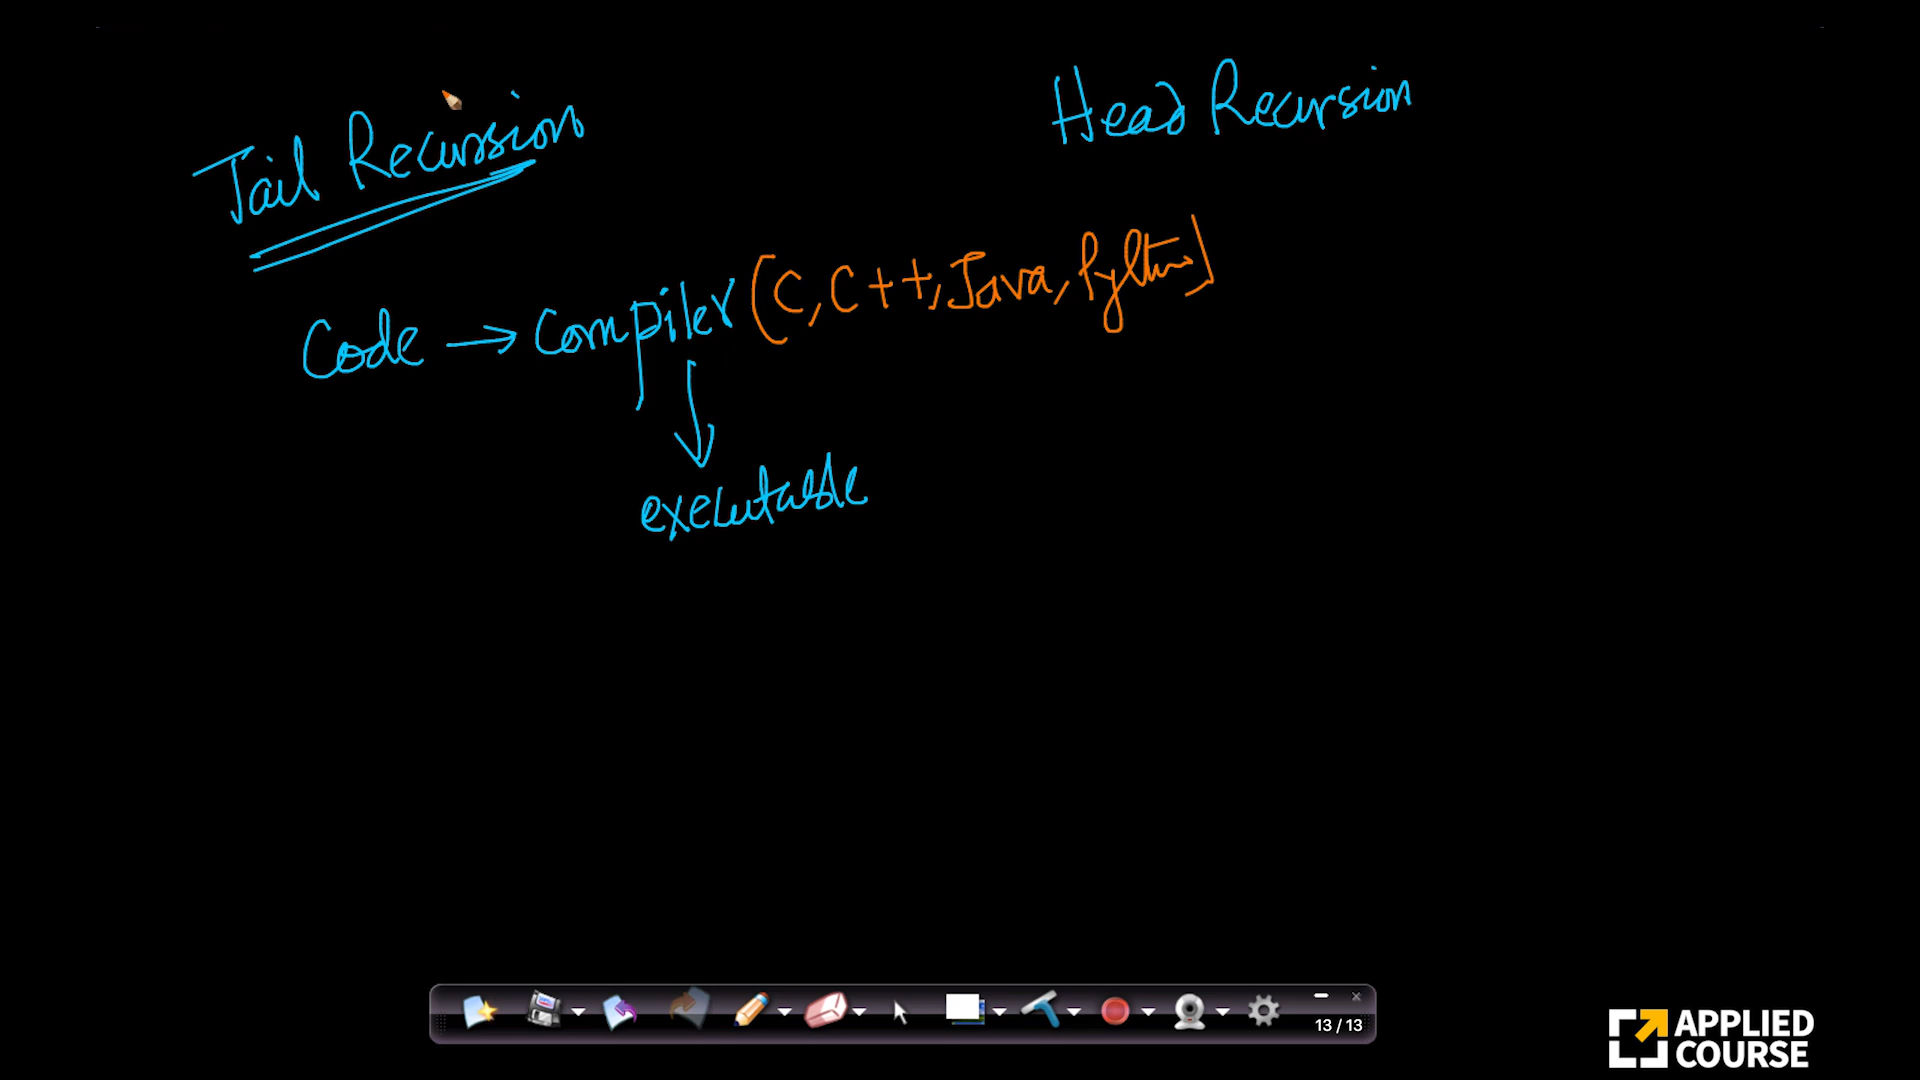 Tail Recursion
Head Recursion
Code → Compiler (C, C++, Java, Python)
executable
13 / 13
APPLIED
COURSE